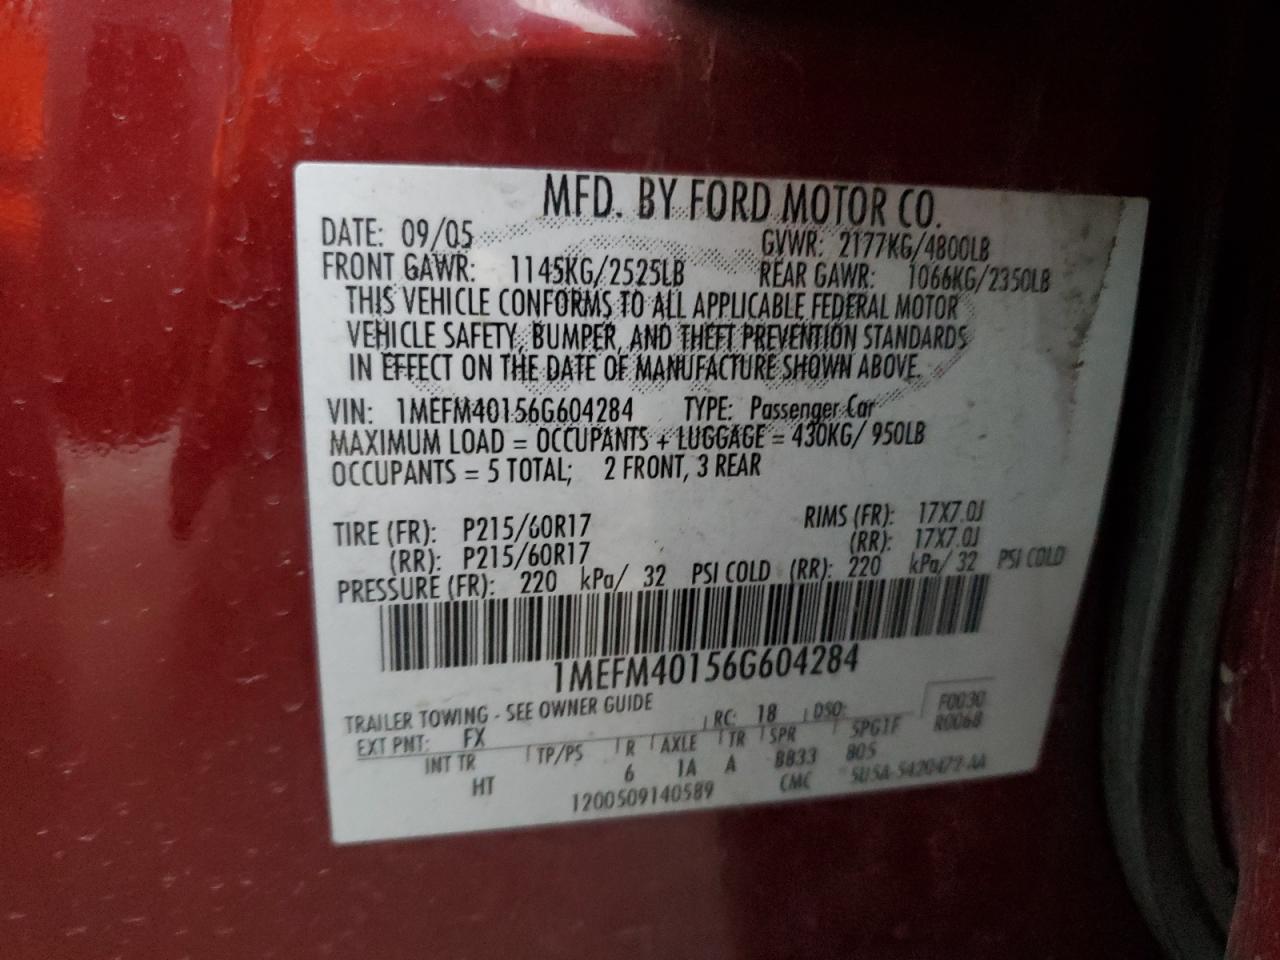 MFD. BY FORD MOTOR CO.
DATE: 09/05 GVWR: 2177KG/4800LB
FRONT GAWR: 1145KG/2525LB REAR GAWR: 1066KG/2350LB
THIS VEHICLE CONFORMS TO ALL APPLICABLE FEDERAL MOTOR
VEHICLE SAFETY, BUMPER, AND THEFT PREVENTION STANDARDS
IN EFFECT ON THE DATE OF MANUFACTURE SHOWN ABOVE.
VIN: 1MEFM40156G604284 TYPE: Passenger Car
MAXIMUM LOAD = OCCUPANTS + LUGGAGE = 430KG/ 950LB
OCCUPANTS = 5 TOTAL; 2 FRONT, 3 REAR
TIRE (FR): P215/60R17 RIMS (FR): 17X7.0J
(RR): P215/60R17 (RR): 17X7.0J
PRESSURE (FR): 220 kPa/ 32 PSI COLD (RR): 220 kPa/ 32 PSI COLD
1MEFM40156G604284
TRAILER TOWING - SEE OWNER GUIDE
EXT PNT: FX RC: 18 DSO: F0030
R0068
INT TR TP/PS R AXLE TR SPR 5PG1F
HT 6 1A A BB33 805
1200509140589 CMC 5U5A-5420472-AA